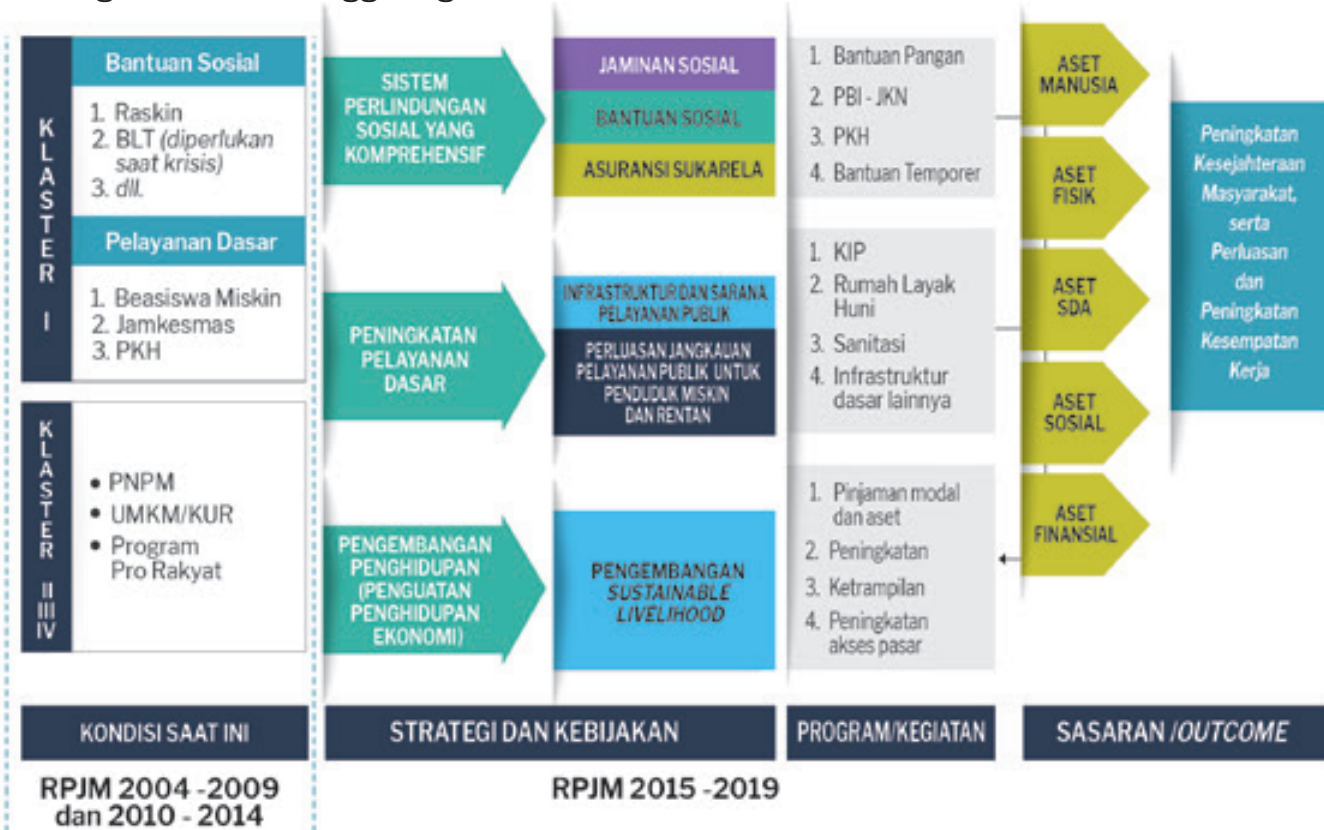 KLASTER I
Bantuan Sosial
1. Raskin
2. BLT (diperlukan
saat krisis)
3. dll.
Pelayanan Dasar
1. Beasiswa Miskin
2. Jamkesmas
3. PKH
KLASTER II III IV
• PNPM
• UMKM/KUR
• Program
Pro Rakyat
KONDISI SAAT INI
RPJM 2004 -2009
dan 2010 - 2014
SISTEM
PERLINDUNGAN
SOSIAL YANG
KOMPREHENSIF
PENINGKATAN
PELAYANAN
DASAR
PENGEMBANGAN
PENGHIDUPAN
(PENGUATAN
PENGHIDUPAN
EKONOMI)
JAMINAN SOSIAL
BANTUAN SOSIAL
ASURANSI SUKARELA
INFRASTRUKTUR DAN SARANA
PELAYANAN PUBLIK
PERLUASAN JANGKAUAN
PELAYANAN PUBLIK UNTUK
PENDUDUK MISKIN
DAN RENTAN
PENGEMBANGAN
SUSTAINABLE
LIVELIHOOD
STRATEGI DAN KEBIJAKAN
RPJM 2015 -2019
1. Bantuan Pangan
2. PBI - JKN
3. PKH
4. Bantuan Temporer
1. KIP
2. Rumah Layak
Huni
3. Sanitasi
4. Infrastruktur
dasar lainnya
1. Pinjaman modal
dan aset
2. Peningkatan
3. Ketrampilan
4. Peningkatan
akses pasar
PROGRAM/KEGIATAN
ASET
MANUSIA
ASET
FISIK
ASET
SDA
ASET
SOSIAL
ASET
FINANSIAL
Peningkatan
Kesejahteraan
Masyarakat,
serta
Perluasan
dan
Peningkatan
Kesempatan
Kerja
SASARAN /OUTCOME